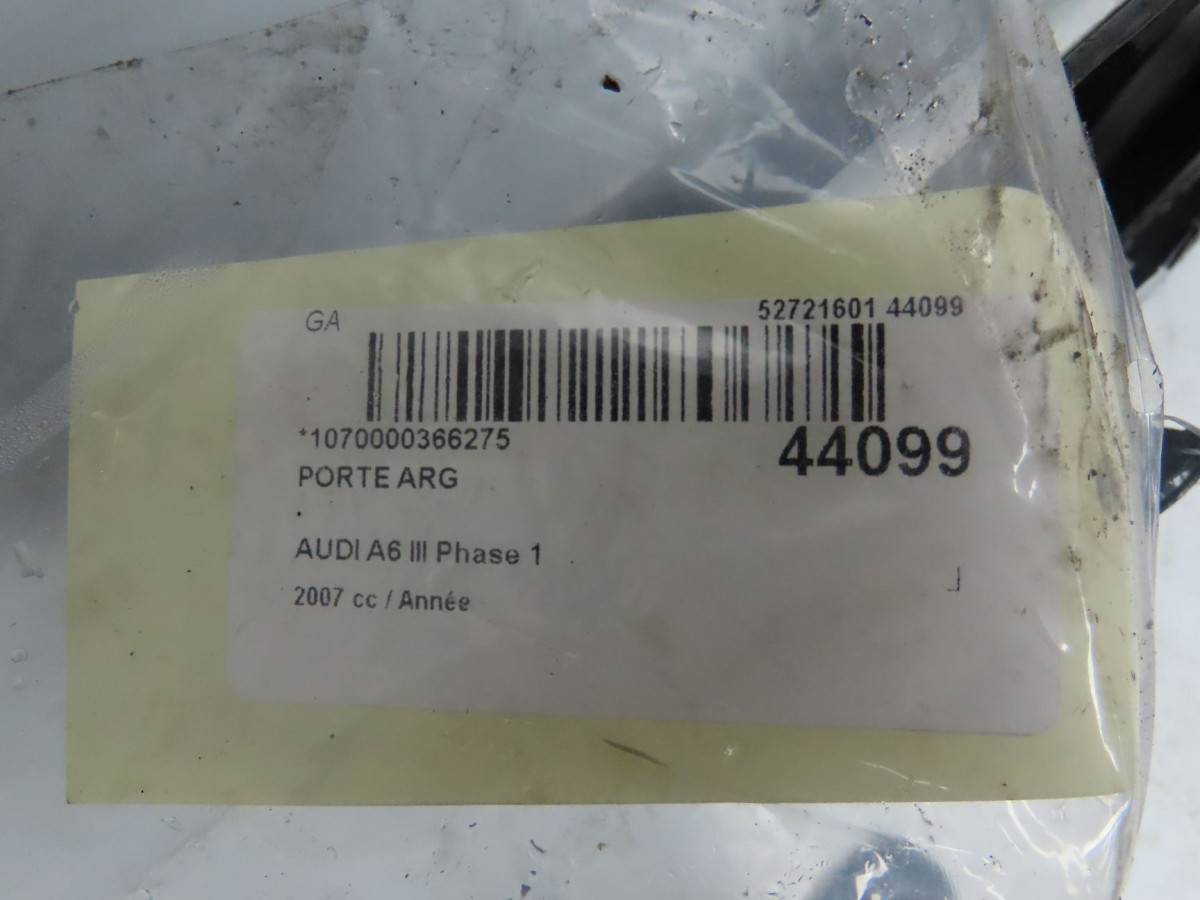 GA
52721601 44099
*1070000366275
44099
PORTE ARG
.
AUDI A6 III Phase 1
2007 cc / Année